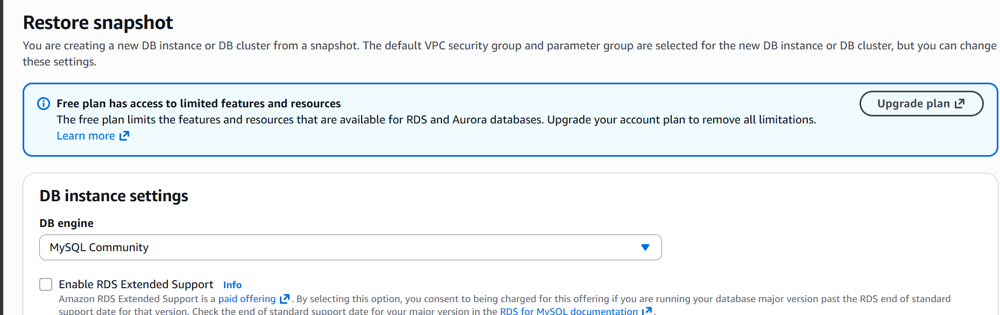 Restore snapshot
You are creating a new DB instance or DB cluster from a snapshot. The default VPC security group and parameter group are selected for the new DB instance or DB cluster, but you can change
these settings.
Free plan has access to limited features and resources
Upgrade plan
The free plan limits the features and resources that are available for RDS and Aurora databases. Upgrade your account plan to remove all limitations.
Learn more
DB instance settings
DB engine
MySQL Community
Enable RDS Extended Support Info
Amazon RDS Extended Support is a paid offering. By selecting this option, you consent to being charged for this offering if you are running your database major version past the RDS end of standard
support date for that version. Check the end of standard support date for your major version in the RDS for MySQL documentation.